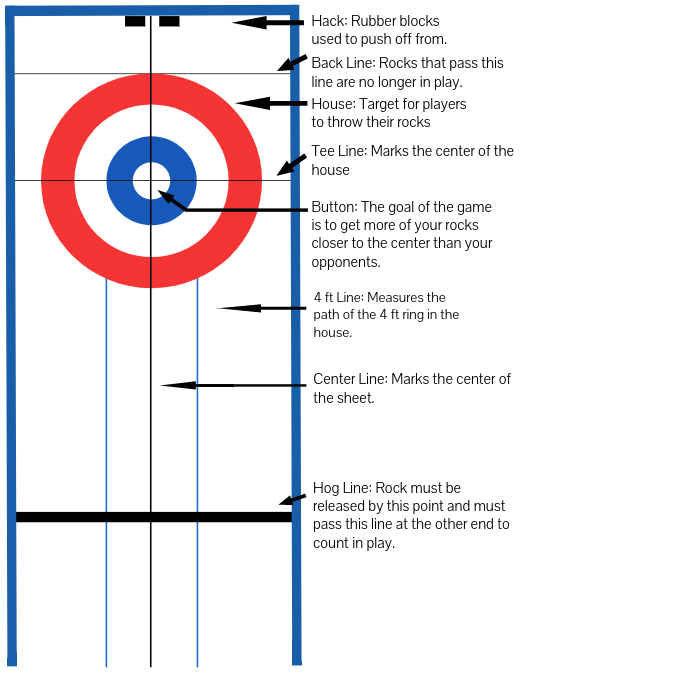 Hack: Rubber blocks
used to push off from.
Back Line: Rocks that pass this
line are no longer in play.
House: Target for players
to throw their rocks
Tee Line: Marks the center of the
house
Button: The goal of the game
is to get more of your rocks
closer to the center than your
opponents.
4 ft Line: Measures the
path of the 4 ft ring in the
house.
Center Line: Marks the center of
the sheet.
Hog Line: Rock must be
released by this point and must
pass this line at the other end to
count in play.